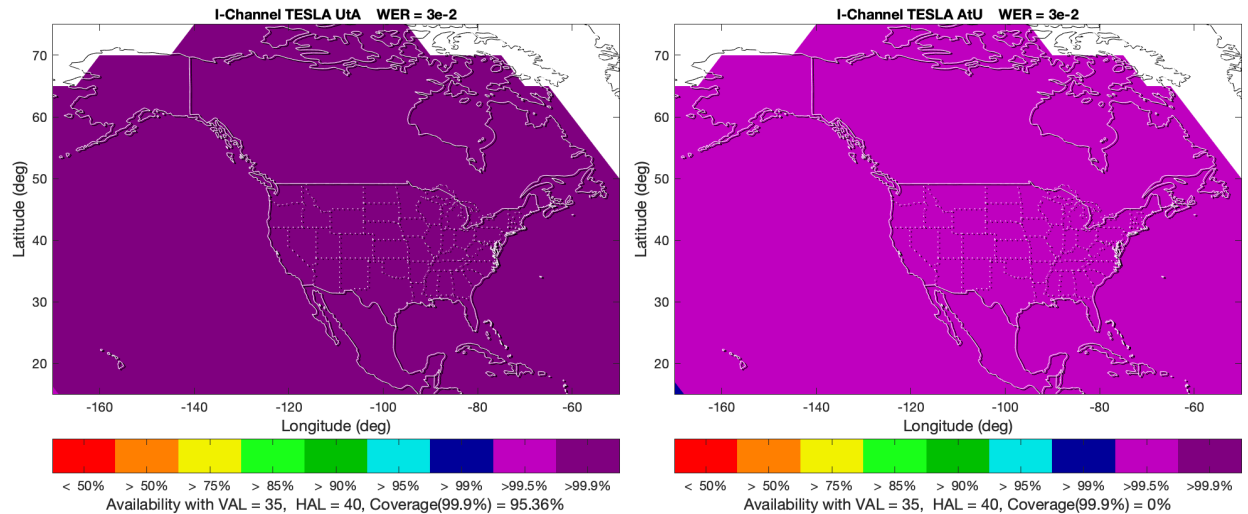 I-Channel TESLA UtA WER = 3e-2
70
60
50
40
30
20
Latitude (deg)
-160 -140 -120 -100 -80 -60
Longitude (deg)
< 50% > 50% > 75% > 85% > 90% > 95% > 99% >99.5% >99.9%
Availability with VAL = 35, HAL = 40, Coverage(99.9%) = 95.36%
I-Channel TESLA AtU WER = 3e-2
70
60
50
40
30
20
Latitude (deg)
-160 -140 -120 -100 -80 -60
Longitude (deg)
< 50% > 50% > 75% > 85% > 90% > 95% > 99% >99.5% >99.9%
Availability with VAL = 35, HAL = 40, Coverage(99.9%) = 0%